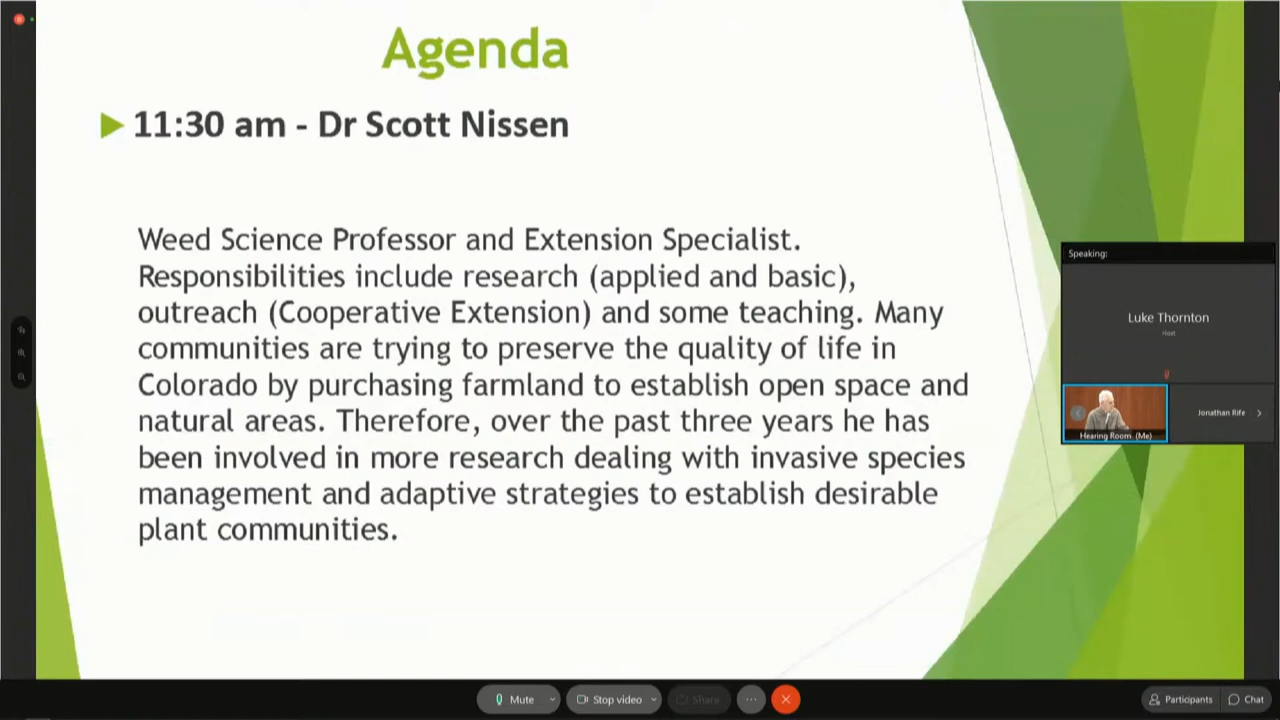 Agenda
11:30 am - Dr Scott Nissen
Weed Science Professor and Extension Specialist.
Responsibilities include research (applied and basic),
outreach (Cooperative Extension) and some teaching. Many
communities are trying to preserve the quality of life in
Colorado by purchasing farmland to establish open space and
natural areas. Therefore, over the past three years he has
been involved in more research dealing with invasive species
management and adaptive strategies to establish desirable
plant communities.
Speaking:
Luke Thornton
Host
Hearing Room (Me)
Jonathan Rife
Mute
Stop video
Share
Participants
Chat